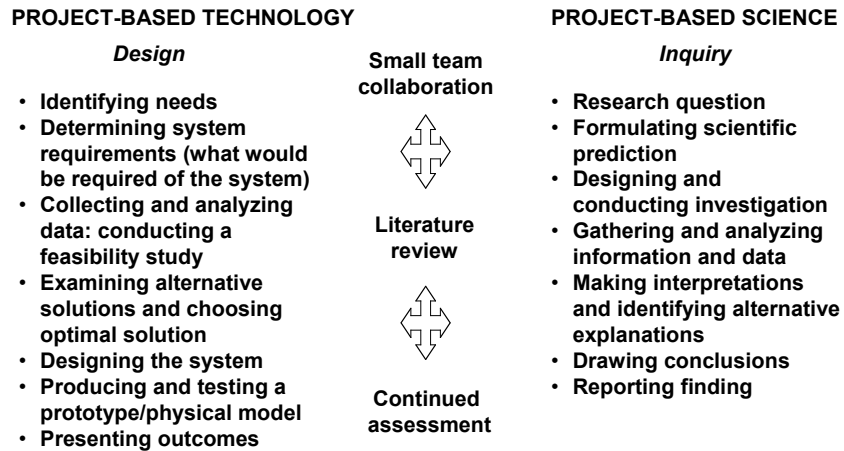 PROJECT-BASED TECHNOLOGY
Design
• Identifying needs
• Determining system
requirements (what would
be required of the system)
• Collecting and analyzing
data: conducting a
feasibility study
• Examining alternative
solutions and choosing
optimal solution
• Designing the system
• Producing and testing a
prototype/physical model
• Presenting outcomes
Small team
collaboration
Literature
review
Continued
assessment
PROJECT-BASED SCIENCE
Inquiry
• Research question
• Formulating scientific
prediction
• Designing and
conducting investigation
• Gathering and analyzing
information and data
• Making interpretations
and identifying alternative
explanations
• Drawing conclusions
• Reporting finding